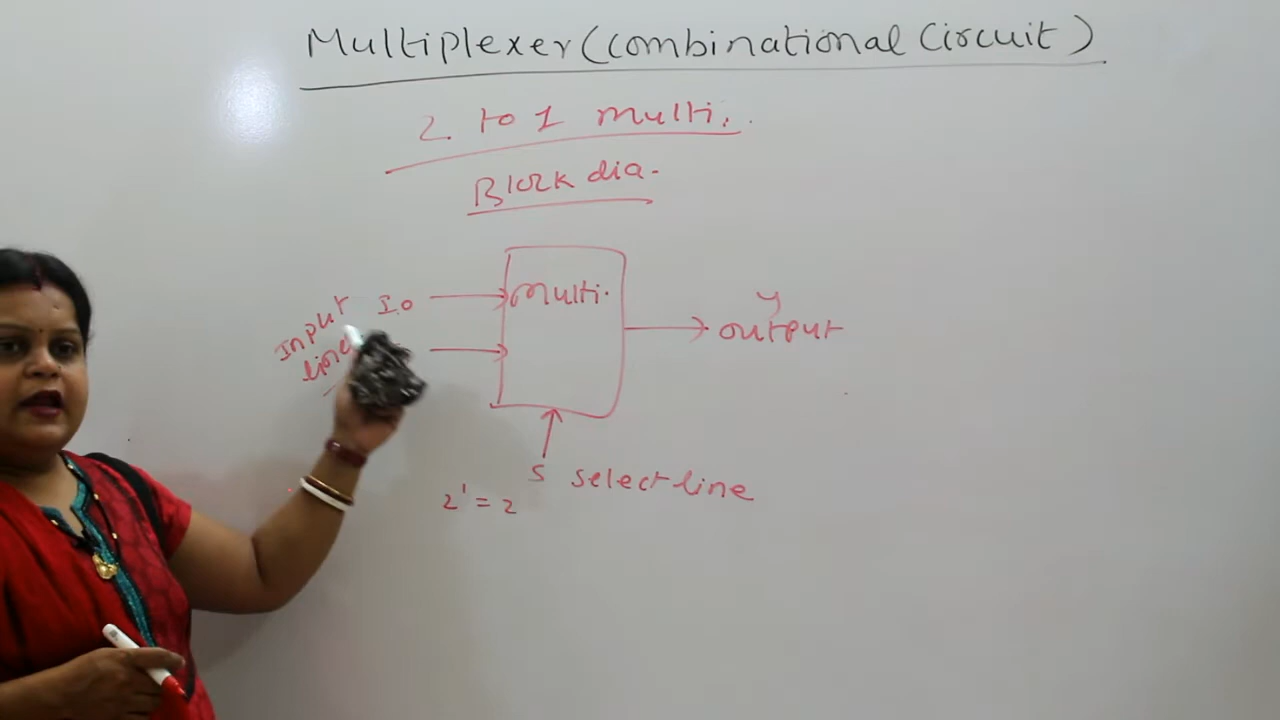 Multiplexer (combinational circuit)
2 to 1 multi.
Block dia.
Input I0
line
Multi.
y
output
S select line
2¹ = 2